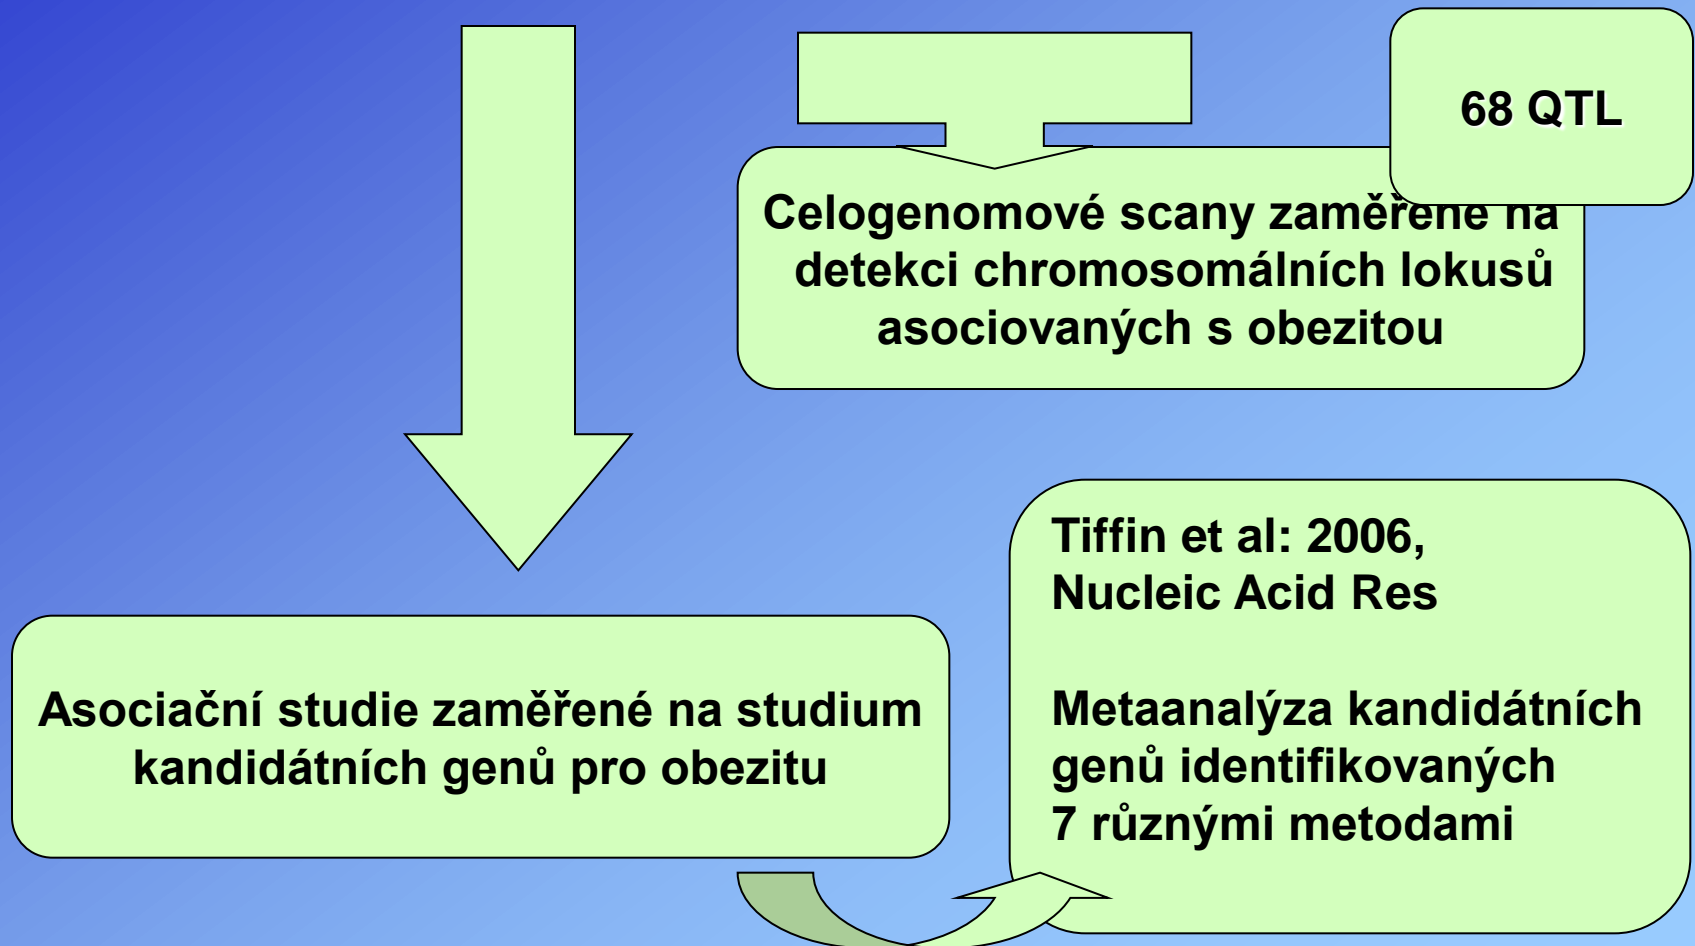 68 QTL
Celogenomové scany zaměřené na
detekci chromosomálních lokusů
asociovaných s obezitou
Tiffin et al: 2006,
Nucleic Acid Res
Metaanalýza kandidátních
genů identifikovaných
7 různými metodami
Asociační studie zaměřené na studium
kandidátních genů pro obezitu